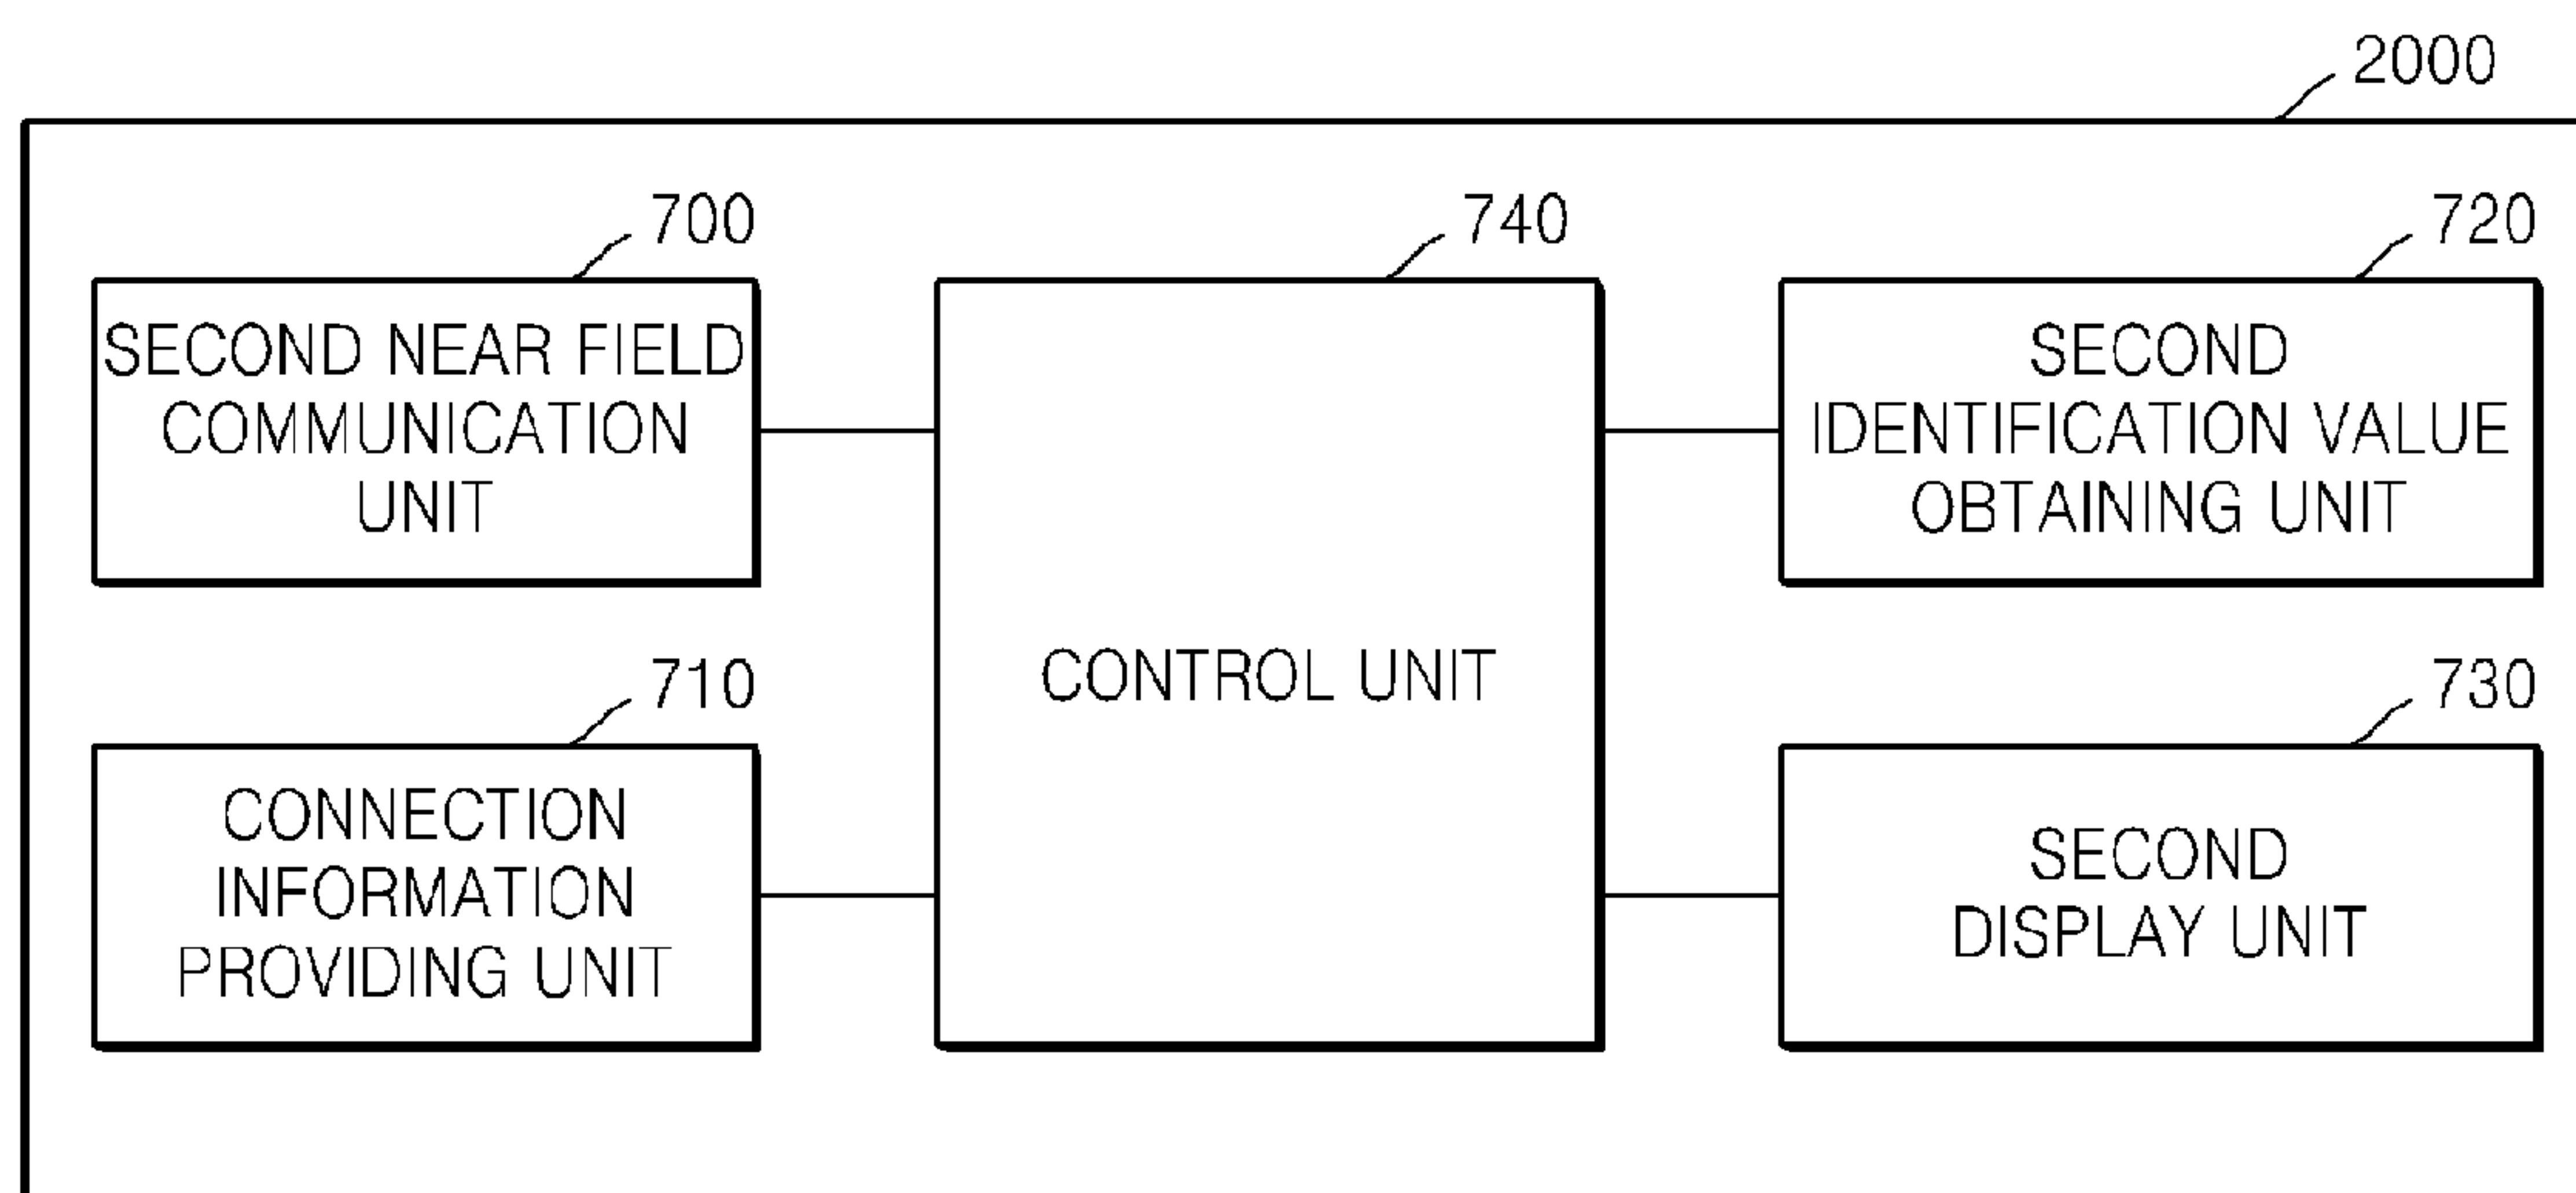 2000
700
SECOND NEAR FIELD
COMMUNICATION
UNIT
740
CONTROL UNIT
720
SECOND
IDENTIFICATION VALUE
OBTAINING UNIT
710
CONNECTION
INFORMATION
PROVIDING UNIT
730
SECOND
DISPLAY UNIT